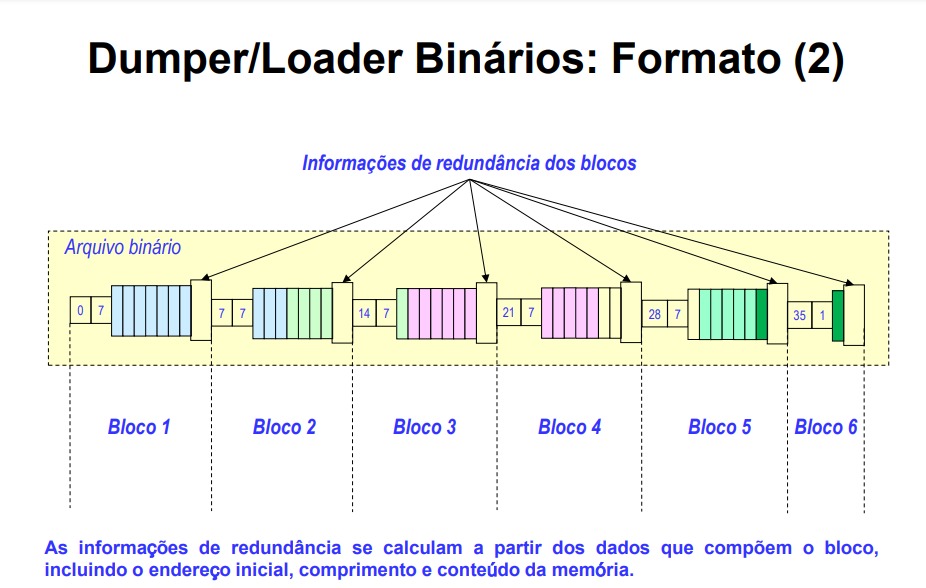 Dumper/Loader Binários: Formato (2)
Informações de redundância dos blocos
Arquivo binário
0 7 7 7 14 7 21 7 28 7 35 1
Bloco 1 Bloco 2 Bloco 3 Bloco 4 Bloco 5 Bloco 6
As informações de redundância se calculam a partir dos dados que compõem o bloco,
incluindo o endereço inicial, comprimento e conteúdo da memória.